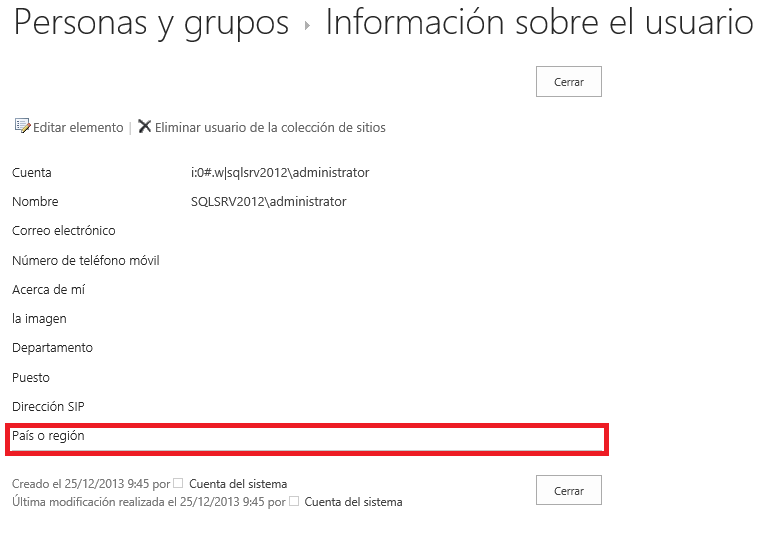 Personas y grupos ▸ Información sobre el usuario
Cerrar
Editar elemento | Eliminar usuario de la colección de sitios
Cuenta i:0#.w|sqlsrv2012\administrator
Nombre SQLSRV2012\administrator
Correo electrónico
Número de teléfono móvil
Acerca de mí
la imagen
Departamento
Puesto
Dirección SIP
País o región
Creado el 25/12/2013 9:45 por Cuenta del sistema
Última modificación realizada el 25/12/2013 9:45 por Cuenta del sistema
Cerrar